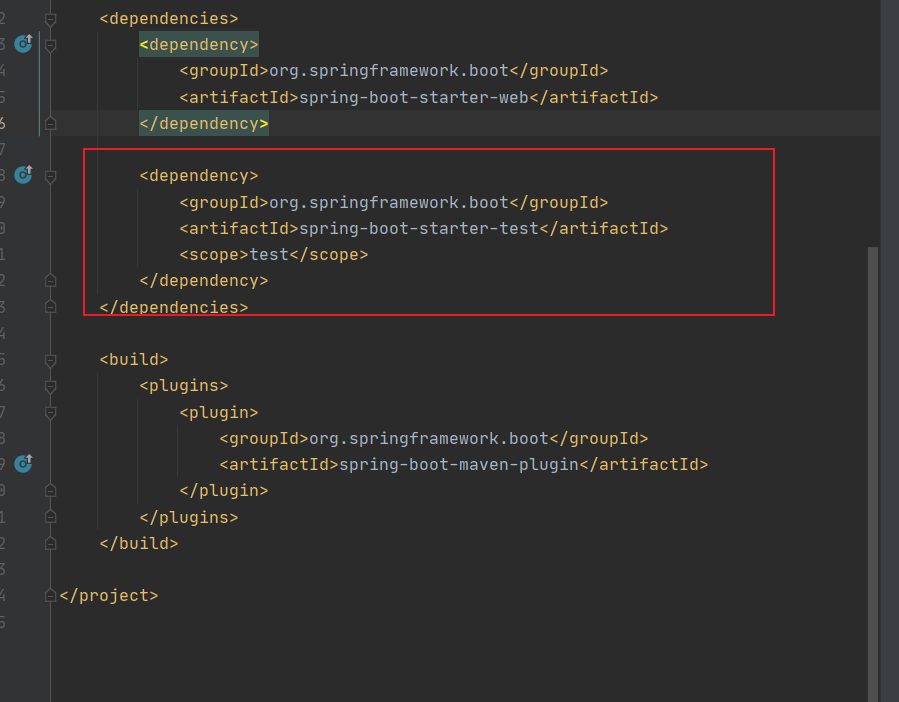 2 <dependencies>
3 <dependency>
4 <groupId>org.springframework.boot</groupId>
5 <artifactId>spring-boot-starter-web</artifactId>
6 </dependency>
7
8 <dependency>
9 <groupId>org.springframework.boot</groupId>
0 <artifactId>spring-boot-starter-test</artifactId>
1 <scope>test</scope>
2 </dependency>
3 </dependencies>
4
5 <build>
6 <plugins>
7 <plugin>
8 <groupId>org.springframework.boot</groupId>
9 <artifactId>spring-boot-maven-plugin</artifactId>
0 </plugin>
1 </plugins>
2 </build>
3
4 </project>
5